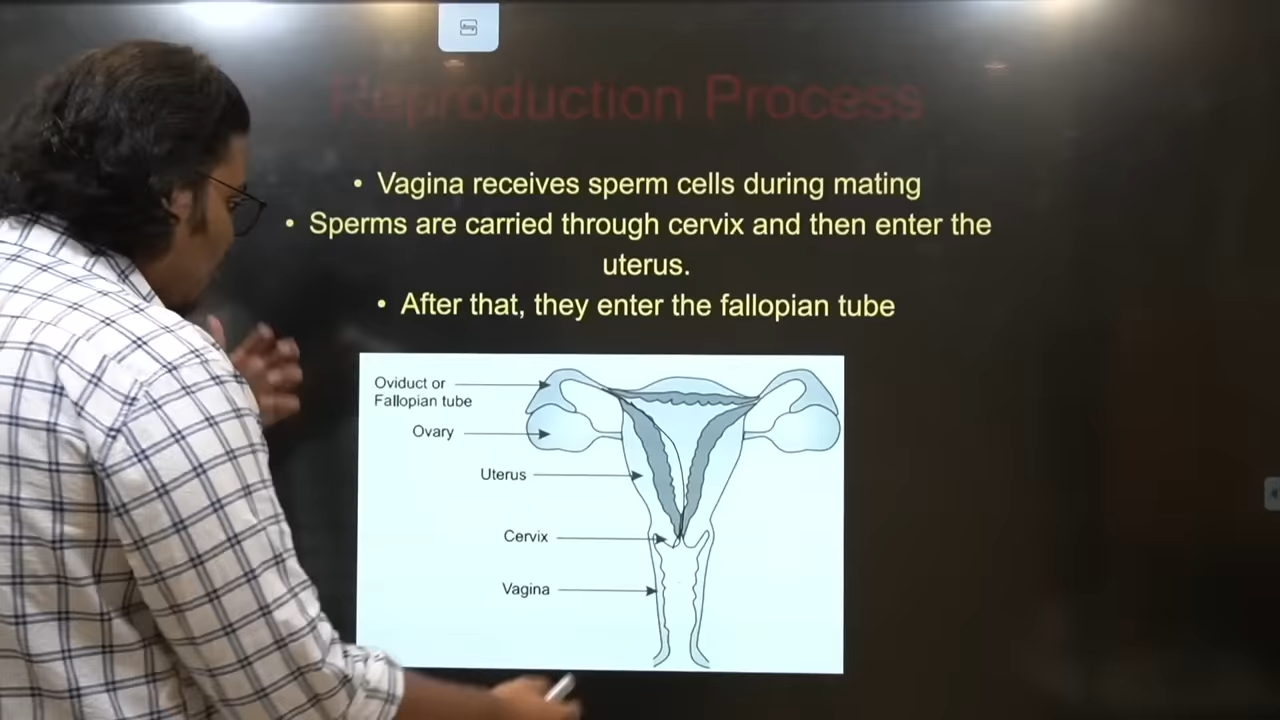 Reproduction Process
• Vagina receives sperm cells during mating
• Sperms are carried through cervix and then enter the
uterus.
• After that, they enter the fallopian tube
Oviduct or
Fallopian tube
Ovary
Uterus
Cervix
Vagina